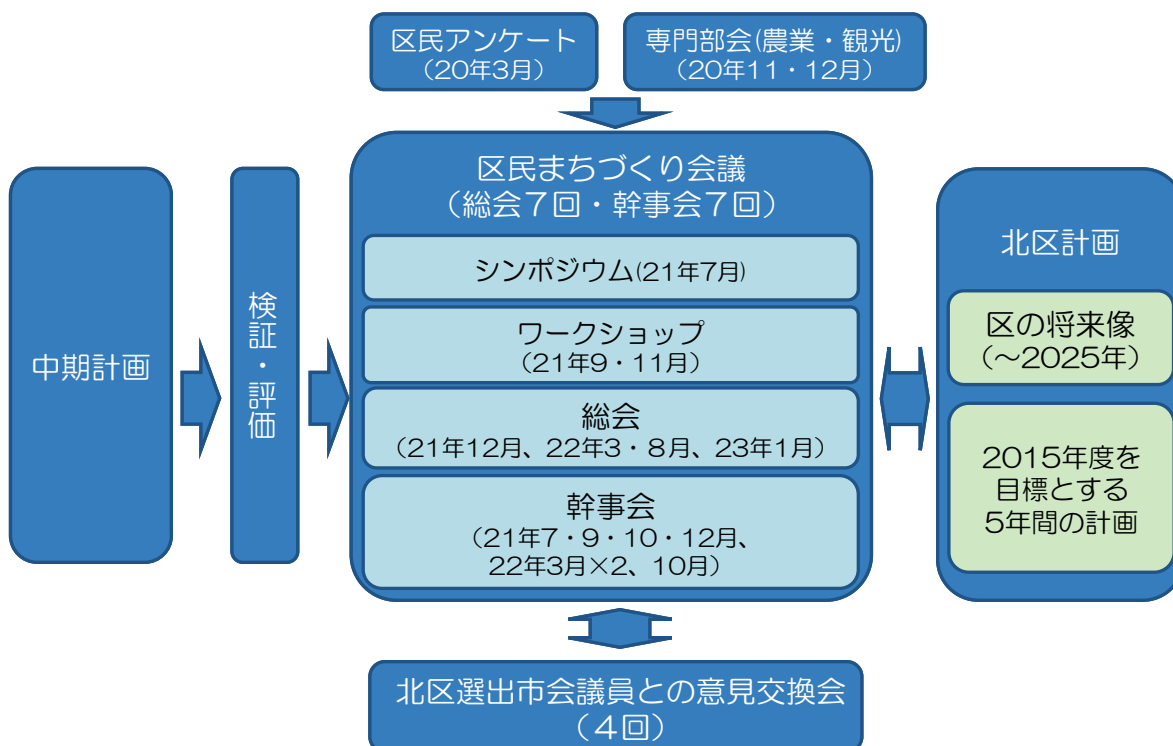 区民アンケート
（20年3月）
専門部会(農業・観光)
（20年11・12月）
中期計画
検証・評価
区民まちづくり会議
（総会７回・幹事会７回）
シンポジウム(21年7月)
ワークショップ
（21年9・11月）
総会
（21年12月、22年3・8月、23年1月）
幹事会
（21年7・9・10・12月、
22年3月×2、10月）
北区計画
区の将来像
（～2025年）
2015年度を
目標とする
5年間の計画
北区選出市会議員との意見交換会
（４回）